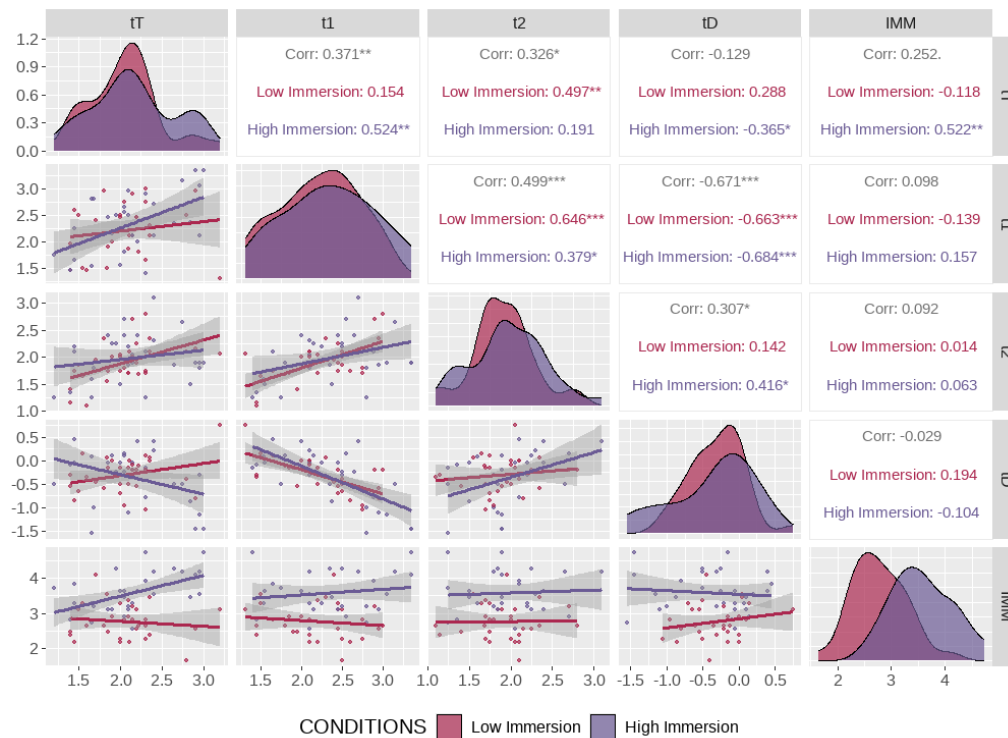 tT t1 t2 tD IMM
1.2
0.9
0.6
0.3
0.0
Corr: 0.371**
Low Immersion: 0.154
High Immersion: 0.524**
Corr: 0.326*
Low Immersion: 0.497**
High Immersion: 0.191
Corr: -0.129
Low Immersion: 0.288
High Immersion: -0.365*
Corr: 0.252.
Low Immersion: -0.118
High Immersion: 0.522**
3.0
2.5
2.0
1.5
Corr: 0.499***
Low Immersion: 0.646***
High Immersion: 0.379*
Corr: -0.671***
Low Immersion: -0.663***
High Immersion: -0.684***
Corr: 0.098
Low Immersion: -0.139
High Immersion: 0.157
t1
3.0
2.5
2.0
1.5
1.0
Corr: 0.307*
Low Immersion: 0.142
High Immersion: 0.416*
Corr: 0.092
Low Immersion: 0.014
High Immersion: 0.063
t2
0.5
0.0
-0.5
-1.0
-1.5
Corr: -0.029
Low Immersion: 0.194
High Immersion: -0.104
tD
4
3
2
IMM
1.5 2.0 2.5 3.0 1.5 2.0 2.5 3.0 1.0 1.5 2.0 2.5 3.0 -1.5 -1.0 -0.5 0.0 0.5 2 3 4
CONDITIONS Low Immersion High Immersion